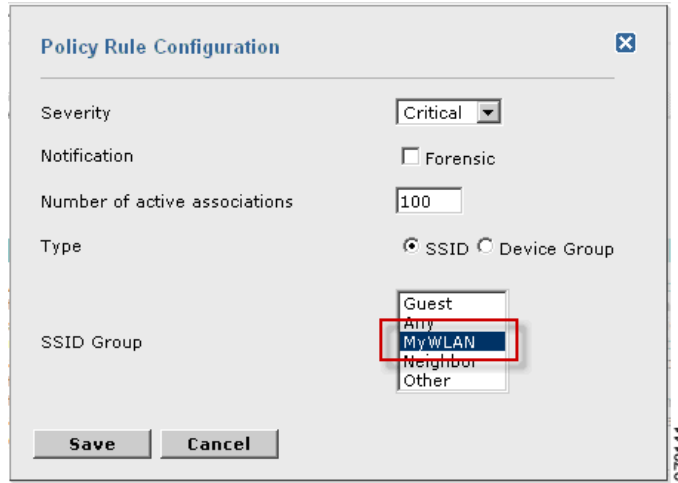 Policy Rule Configuration
Severity
Critical
Notification
Forensic
Number of active associations
100
Type
SSID
Device Group
SSID Group
Guest
Any
MyWLAN
Neighbor
Other
Save
Cancel